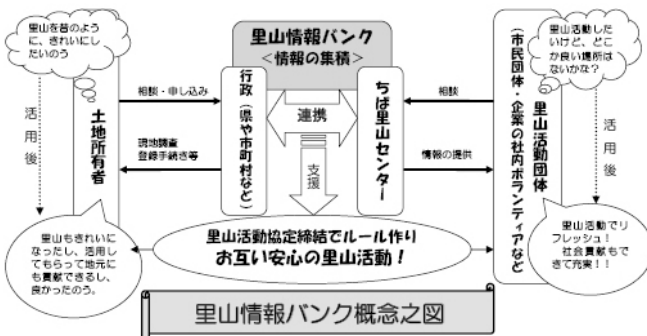 里山を昔のよう
に、きれいにし
たいのう
里山情報バンク
<情報の集積>
里山活動した
いけど、どこ
か良い場所は
ないかな？
活用後
土地所有者
相談・申し込み
現地調査
登録手続き等
行政（県や市町村など）
連携
支援
ちば里山センター
相談
情報の提供
里山活動団体
（市民団体・企業の社内ボランティアなど）
活用後
里山もきれいに
なったし、活用し
てもらって地元に
も貢献できるし、
良かったのう。
里山活動協定締結でルール作り
お互い安心の里山活動！
里山活動でリ
フレッシュ！
社会貢献もで
きて充実！！
里山情報バンク概念之図